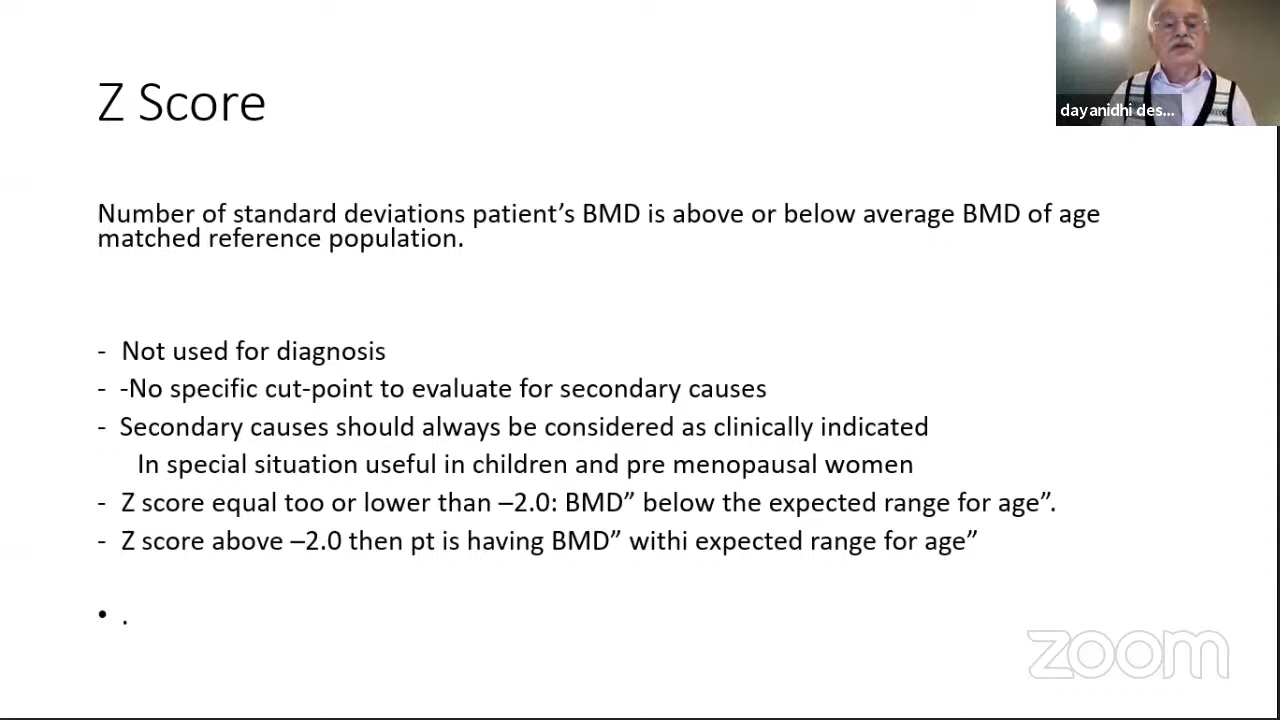 Z Score
dayanidhi des...
Number of standard deviations patient’s BMD is above or below average BMD of age
matched reference population.
- Not used for diagnosis
- -No specific cut-point to evaluate for secondary causes
- Secondary causes should always be considered as clinically indicated
In special situation useful in children and pre menopausal women
- Z score equal too or lower than –2.0: BMD” below the expected range for age”.
- Z score above –2.0 then pt is having BMD” withi expected range for age”
• .
zoom